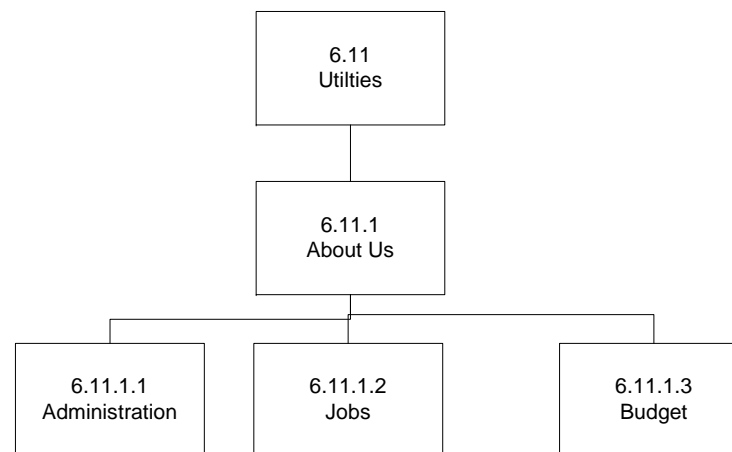 6.11
Utilties
6.11.1
About Us
6.11.1.1
Administration
6.11.1.2
Jobs
6.11.1.3
Budget